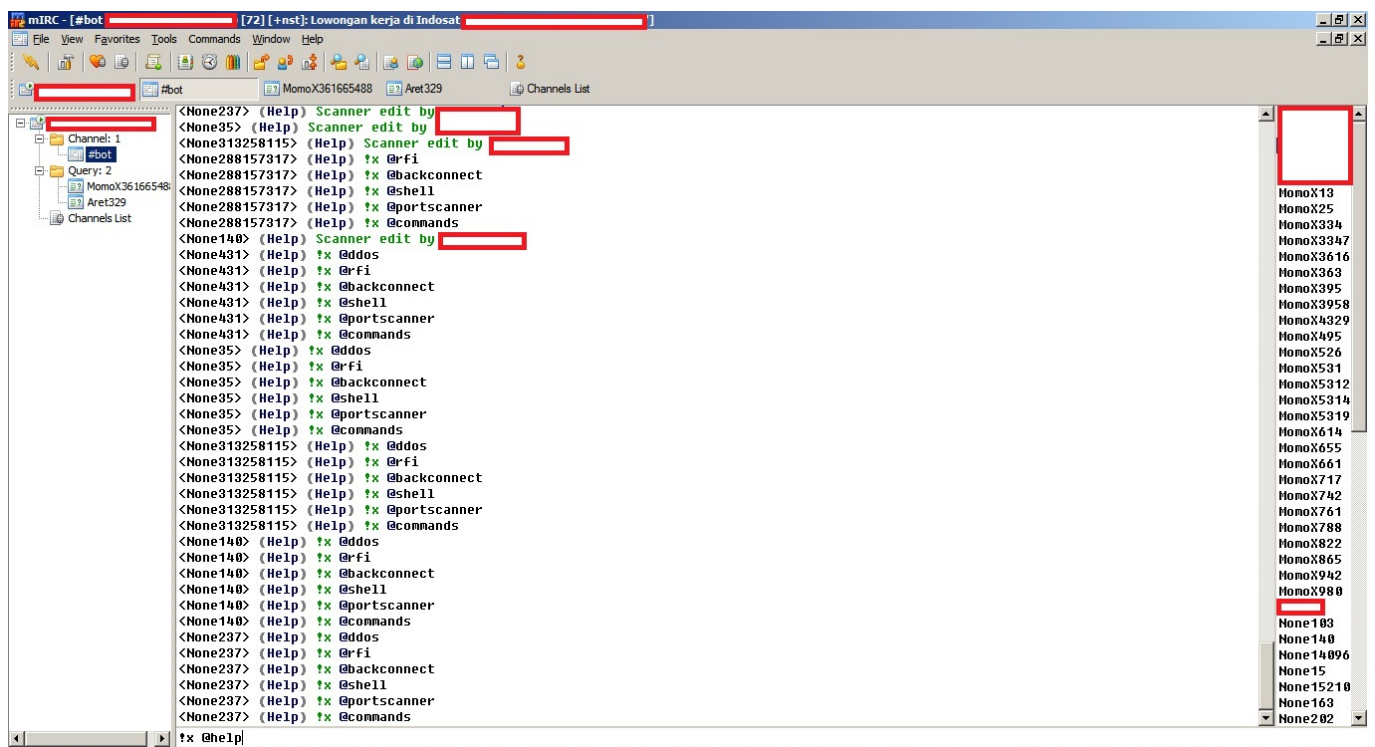 mIRC - [#bot [72] [+nst]: Lowongan kerja di Indosat ']
File View Favorites Tools Commands Window Help
#bot MomoX361665488 Aret329 Channels List
Channel: 1
#bot
Query: 2
MomoX36166548
Aret329
Channels List
<None237> (Help) Scanner edit by
<None35> (Help) Scanner edit by
<None313258115> (Help) Scanner edit by
<None288157317> (Help) !x @rfi
<None288157317> (Help) !x @backconnect
<None288157317> (Help) !x @shell
<None288157317> (Help) !x @portscanner
<None288157317> (Help) !x @commands
<None140> (Help) Scanner edit by
<None431> (Help) !x @ddos
<None431> (Help) !x @rfi
<None431> (Help) !x @backconnect
<None431> (Help) !x @shell
<None431> (Help) !x @portscanner
<None431> (Help) !x @commands
<None35> (Help) !x @ddos
<None35> (Help) !x @rfi
<None35> (Help) !x @backconnect
<None35> (Help) !x @shell
<None35> (Help) !x @portscanner
<None35> (Help) !x @commands
<None313258115> (Help) !x @ddos
<None313258115> (Help) !x @rfi
<None313258115> (Help) !x @backconnect
<None313258115> (Help) !x @shell
<None313258115> (Help) !x @portscanner
<None313258115> (Help) !x @commands
<None140> (Help) !x @ddos
<None140> (Help) !x @rfi
<None140> (Help) !x @backconnect
<None140> (Help) !x @shell
<None140> (Help) !x @portscanner
<None140> (Help) !x @commands
<None237> (Help) !x @ddos
<None237> (Help) !x @rfi
<None237> (Help) !x @backconnect
<None237> (Help) !x @shell
<None237> (Help) !x @portscanner
<None237> (Help) !x @commands
!x @help
MomoX13
MomoX25
MomoX334
MomoX3347
MomoX3616
MomoX363
MomoX395
MomoX3958
MomoX4329
MomoX495
MomoX526
MomoX531
MomoX5312
MomoX5314
MomoX5319
MomoX614
MomoX655
MomoX661
MomoX717
MomoX742
MomoX761
MomoX788
MomoX822
MomoX865
MomoX942
MomoX980
None103
None140
None14096
None15
None15210
None163
None202